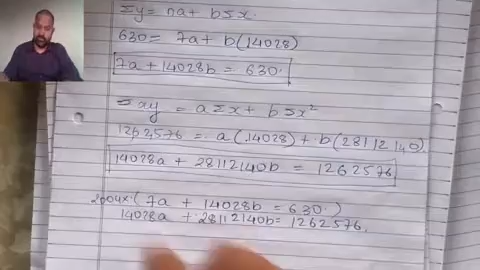 Σy = na + bΣx.
630 = 7a + b(14028)
7a + 14028b = 630.
Σxy = aΣx + bΣx²
1262576 = a(14028) + b(28112140).
14028a + 28112140b = 1262576
2004x(7a + 14028b = 630.)
14028a + 28112140b = 1262576.